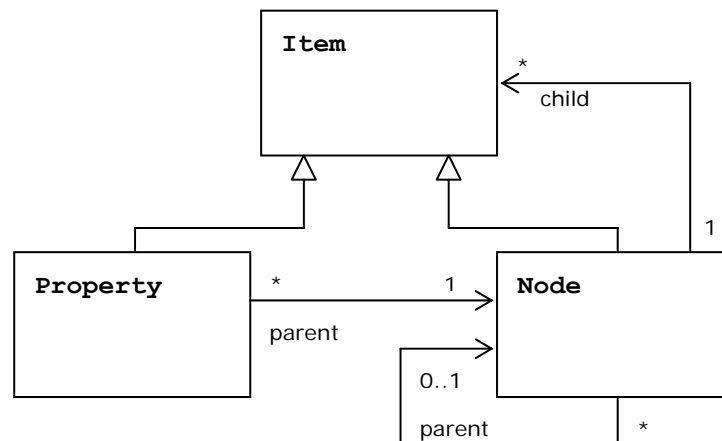 Item
*
child
1
Property
* 1
Node
parent
0..1
parent
*